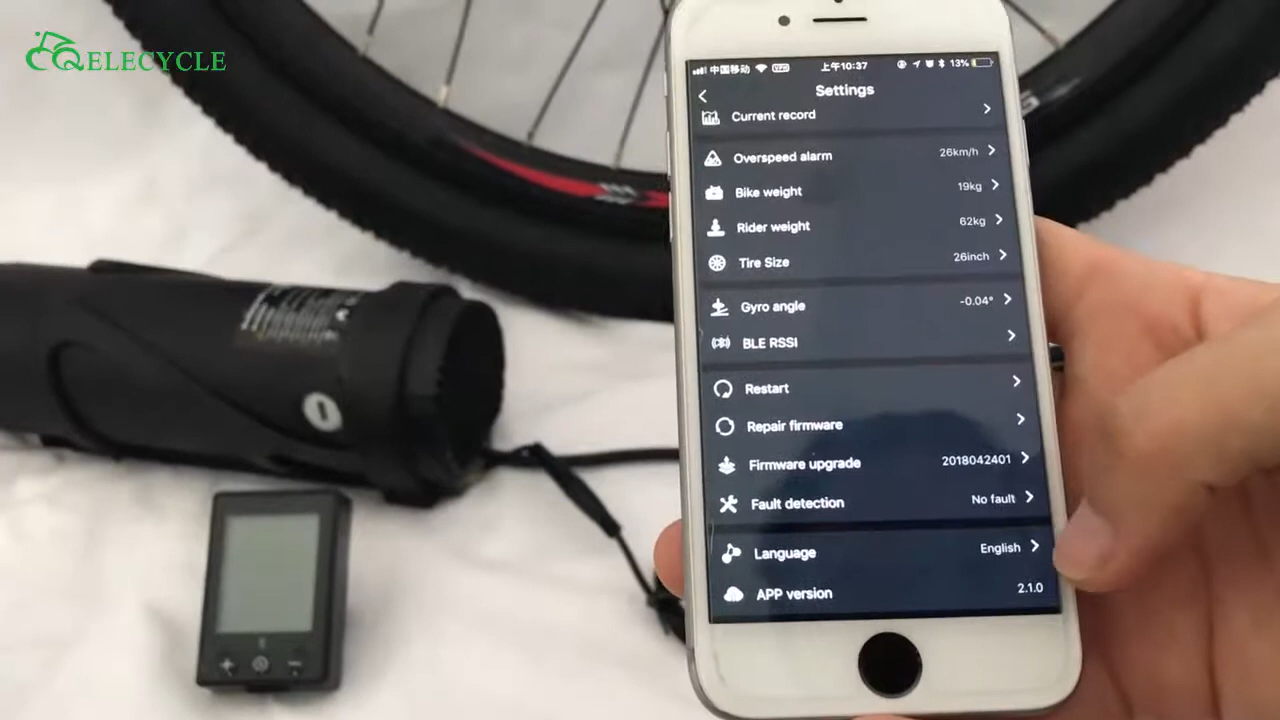 ELECYCLE
中国移动 VPN 上午10:37 13%
Settings
Current record
Overspeed alarm 26km/h
Bike weight 19kg
Rider weight 62kg
Tire Size 26inch
Gyro angle -0.04°
BLE RSSI
Restart
Repair firmware
Firmware upgrade 2018042401
Fault detection No fault
Language English
APP version 2.1.0